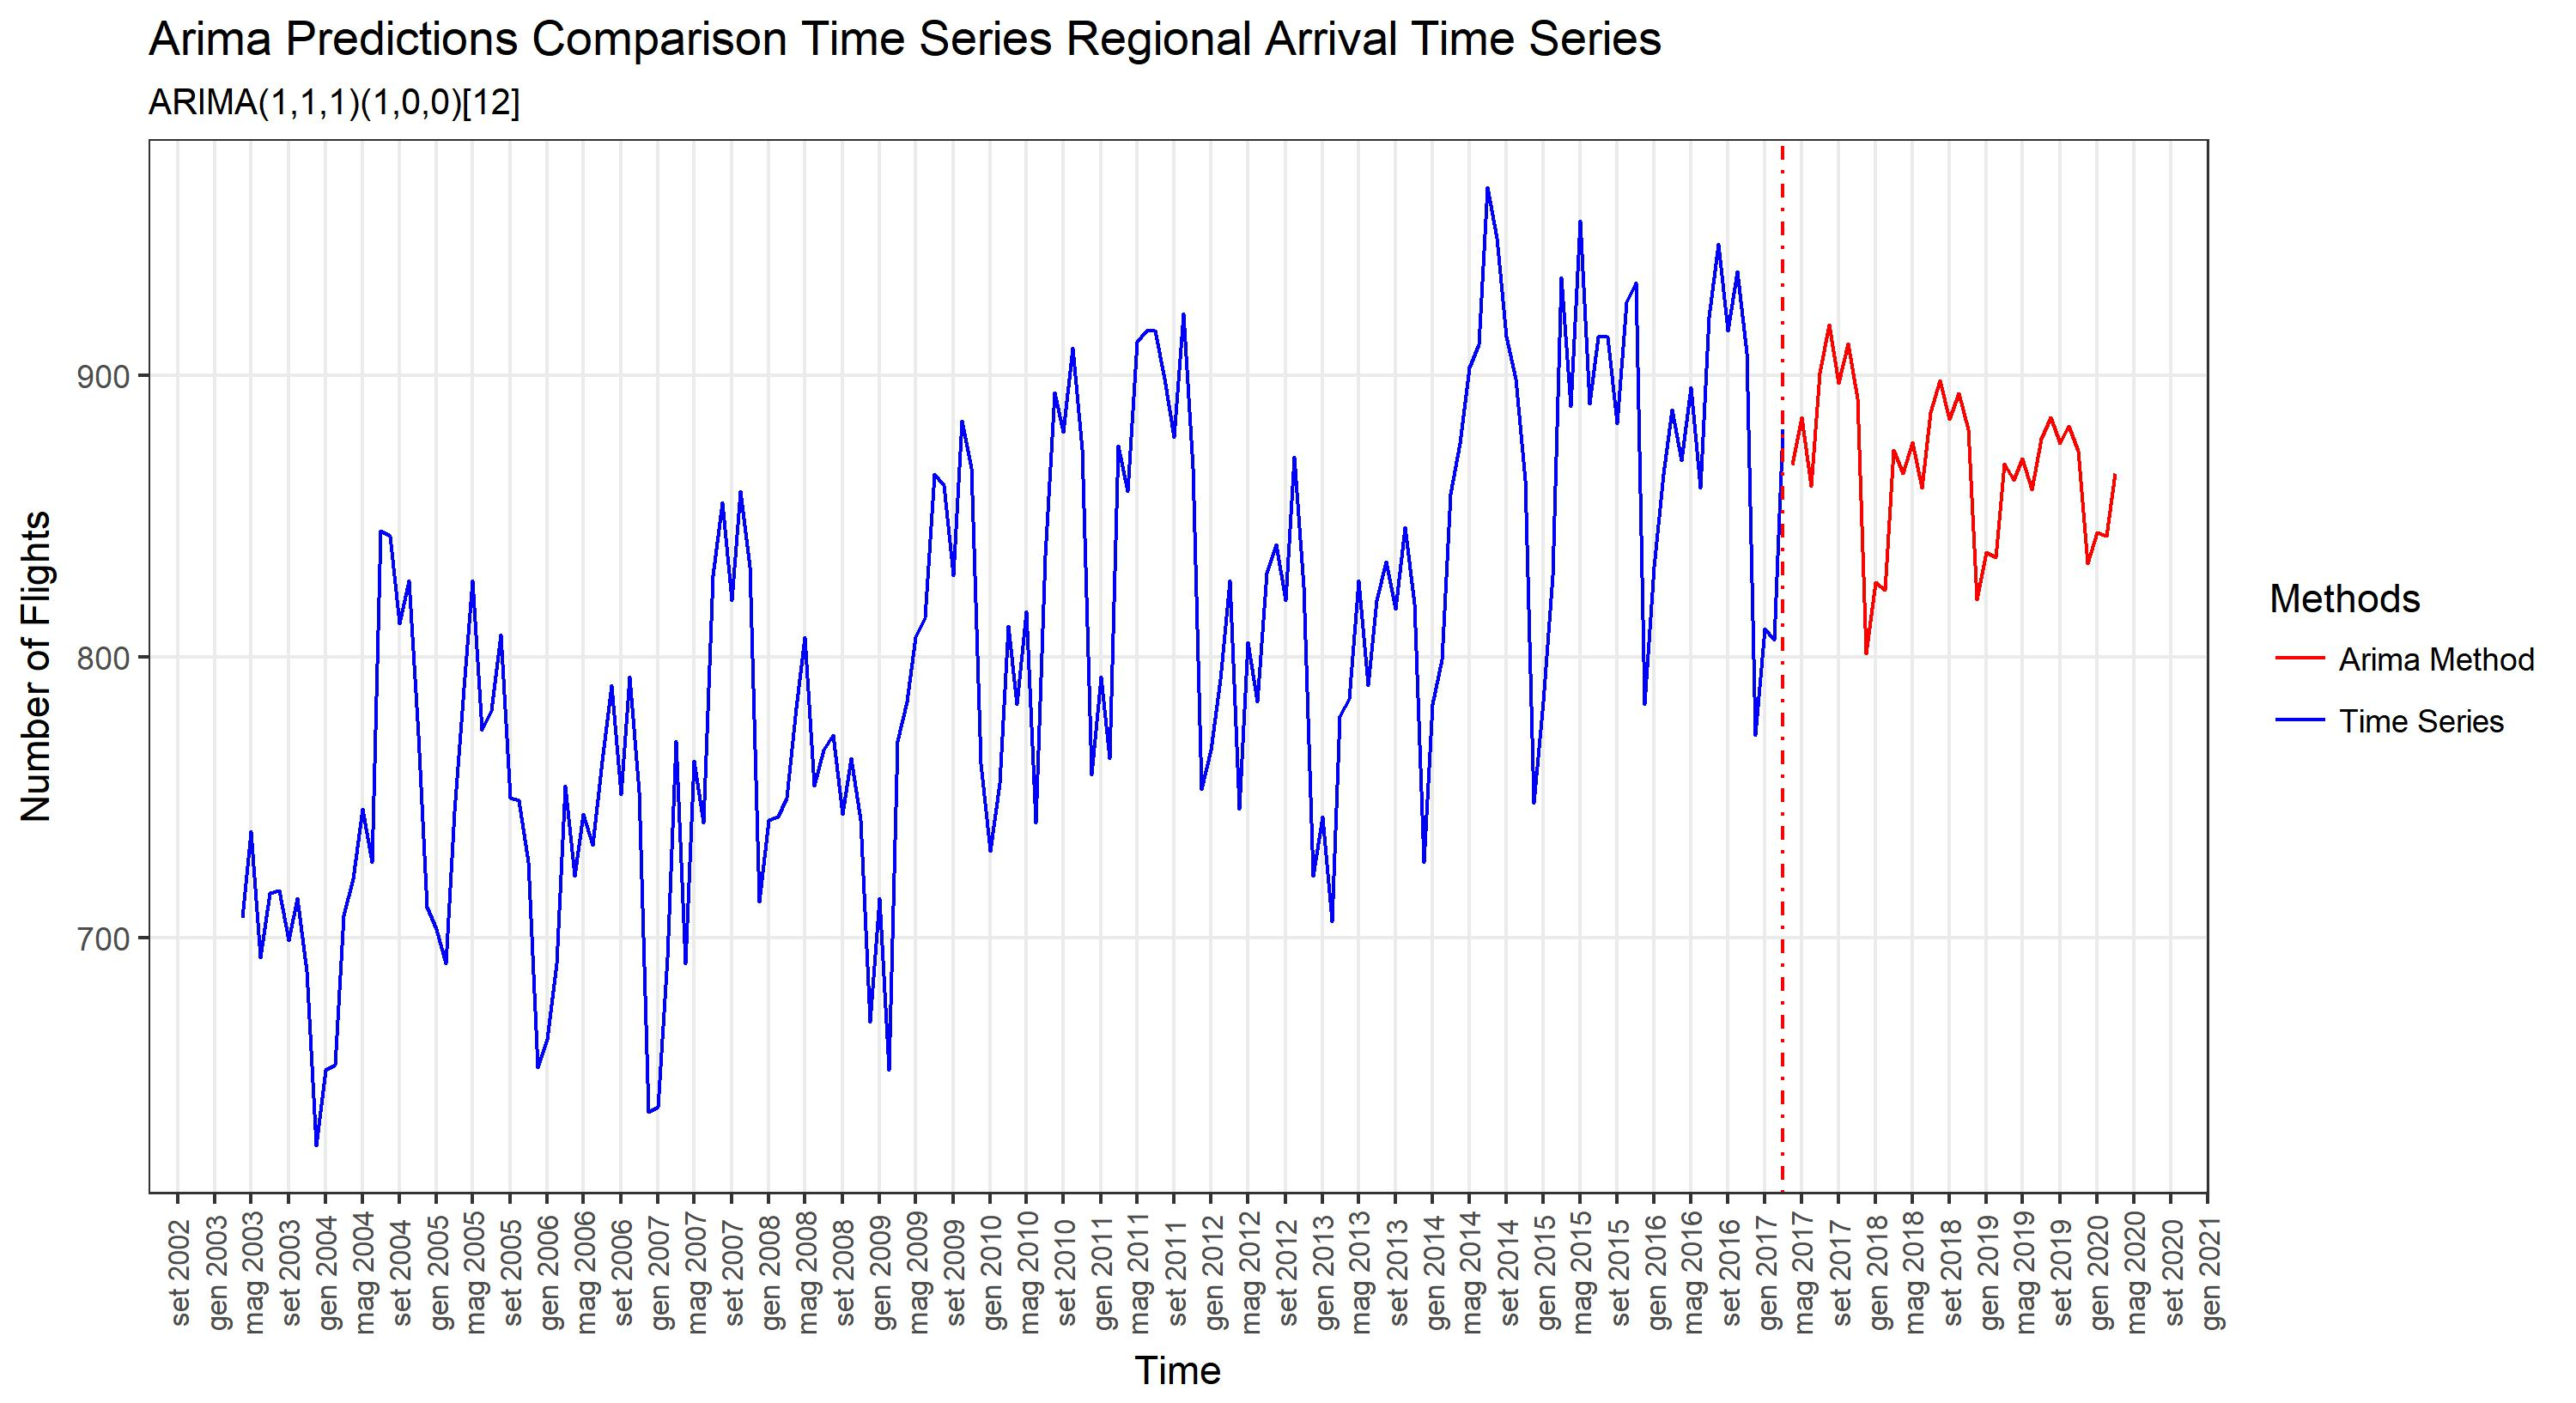 Arima Predictions Comparison Time Series Regional Arrival Time Series
ARIMA(1,1,1)(1,0,0)[12]
Number of Flights
900
800
700
set 2002
gen 2003
mag 2003
set 2003
gen 2004
mag 2004
set 2004
gen 2005
mag 2005
set 2005
gen 2006
mag 2006
set 2006
gen 2007
mag 2007
set 2007
gen 2008
mag 2008
set 2008
gen 2009
mag 2009
set 2009
gen 2010
mag 2010
set 2010
gen 2011
mag 2011
set 2011
gen 2012
mag 2012
set 2012
gen 2013
mag 2013
set 2013
gen 2014
mag 2014
set 2014
gen 2015
mag 2015
set 2015
gen 2016
mag 2016
set 2016
gen 2017
mag 2017
set 2017
gen 2018
mag 2018
set 2018
gen 2019
mag 2019
set 2019
gen 2020
mag 2020
set 2020
gen 2021
Time
Methods
Arima Method
Time Series